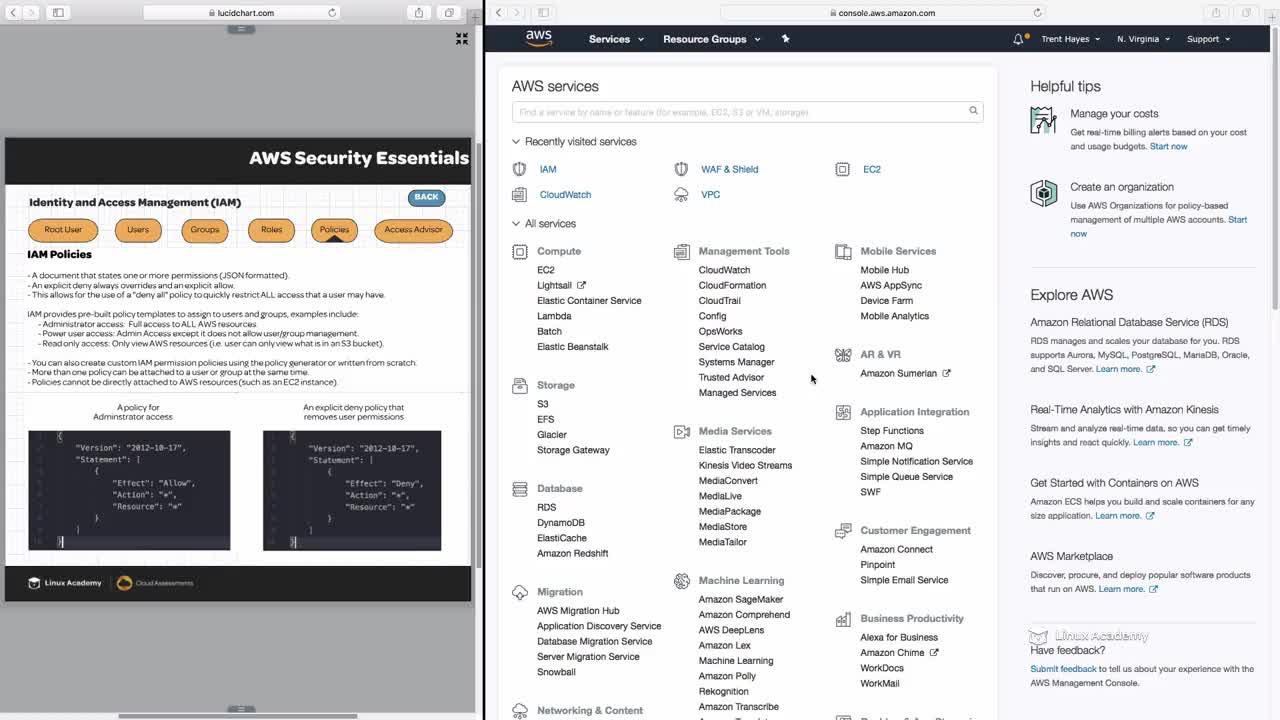 lucidchart.com
AWS Security Essentials
Identity and Access Management (IAM)
BACK
Root User
Users
Groups
Roles
Policies
Access Advisor
IAM Policies
- A document that states one or more permissions (JSON formatted).
- An explicit deny always overrides and an explicit allow.
- This allows for the use of a "deny all" policy to quickly restrict ALL access that a user may have.
IAM provides pre-built policy templates to assign to users and groups, examples include:
- Administrator access: Full access to ALL AWS resources.
- Power user access: Admin Access except it does not allow user/group management.
- Read only access: Only view AWS resources (i.e. user can only view what is in an S3 bucket).
- You can also create custom IAM permission policies using the policy generator or written from scratch.
- More than one policy can be attached to a user or group at the same time.
- Policies cannot be directly attached to AWS resources (such as an EC2 instance).
A policy for
Adminstrator access
{
"Version": "2012-10-17",
"Statement": [
{
"Effect": "Allow",
"Action": "*",
"Resource": "*"
}
]
}
An explicit deny policy that
removes user permissions
{
"Version": "2012-10-17",
"Statement": [
{
"Effect": "Deny",
"Action": "*",
"Resource": "*"
}
]
}
Linux Academy
Cloud Assessments
console.aws.amazon.com
aws
Services
Resource Groups
Trent Hayes
N. Virginia
Support
AWS services
Find a service by name or feature (for example, EC2, S3 or VM, storage).
Recently visited services
IAM
WAF & Shield
EC2
CloudWatch
VPC
All services
Compute
EC2
Lightsail
Elastic Container Service
Lambda
Batch
Elastic Beanstalk
Storage
S3
EFS
Glacier
Storage Gateway
Database
RDS
DynamoDB
ElastiCache
Amazon Redshift
Migration
AWS Migration Hub
Application Discovery Service
Database Migration Service
Server Migration Service
Snowball
Networking & Content
Management Tools
CloudWatch
CloudFormation
CloudTrail
Config
OpsWorks
Service Catalog
Systems Manager
Trusted Advisor
Managed Services
Media Services
Elastic Transcoder
Kinesis Video Streams
MediaConvert
MediaLive
MediaPackage
MediaStore
MediaTailor
Machine Learning
Amazon SageMaker
Amazon Comprehend
AWS DeepLens
Amazon Lex
Machine Learning
Amazon Polly
Rekognition
Amazon Transcribe
Mobile Services
Mobile Hub
AWS AppSync
Device Farm
Mobile Analytics
AR & VR
Amazon Sumerian
Application Integration
Step Functions
Amazon MQ
Simple Notification Service
Simple Queue Service
SWF
Customer Engagement
Amazon Connect
Pinpoint
Simple Email Service
Business Productivity
Alexa for Business
Amazon Chime
WorkDocs
WorkMail
Helpful tips
Manage your costs
Get real-time billing alerts based on your cost
and usage budgets. Start now
Create an organization
Use AWS Organizations for policy-based
management of multiple AWS accounts. Start
now
Explore AWS
Amazon Relational Database Service (RDS)
RDS manages and scales your database for you. RDS
supports Aurora, MySQL, PostgreSQL, MariaDB, Oracle,
and SQL Server. Learn more.
Real-Time Analytics with Amazon Kinesis
Stream and analyze real-time data, so you can get timely
insights and react quickly. Learn more.
Get Started with Containers on AWS
Amazon ECS helps you build and scale containers for any
size application. Learn more.
AWS Marketplace
Discover, procure, and deploy popular software products
that run on AWS. Learn more.
Linux Academy
Have feedback?
Submit feedback to tell us about your experience with the
AWS Management Console.